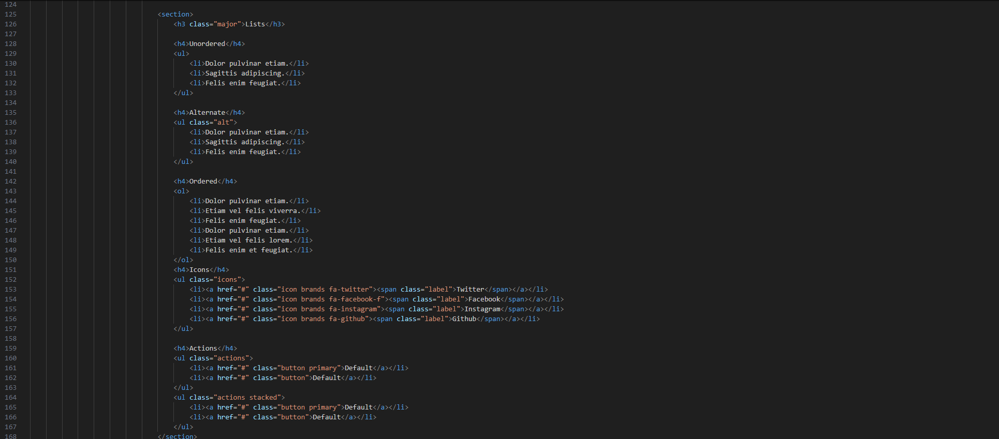 124
125 <section>
126 <h3 class="major">Lists</h3>
127
128 <h4>Unordered</h4>
129 <ul>
130 <li>Dolor pulvinar etiam.</li>
131 <li>Sagittis adipiscing.</li>
132 <li>Felis enim feugiat.</li>
133 </ul>
134
135 <h4>Alternate</h4>
136 <ul class="alt">
137 <li>Dolor pulvinar etiam.</li>
138 <li>Sagittis adipiscing.</li>
139 <li>Felis enim feugiat.</li>
140 </ul>
141
142 <h4>Ordered</h4>
143 <ol>
144 <li>Dolor pulvinar etiam.</li>
145 <li>Etiam vel felis viverra.</li>
146 <li>Felis enim feugiat.</li>
147 <li>Dolor pulvinar etiam.</li>
148 <li>Etiam vel felis lorem.</li>
149 <li>Felis enim et feugiat.</li>
150 </ol>
151 <h4>Icons</h4>
152 <ul class="icons">
153 <li><a href="#" class="icon brands fa-twitter"><span class="label">Twitter</span></a></li>
154 <li><a href="#" class="icon brands fa-facebook-f"><span class="label">Facebook</span></a></li>
155 <li><a href="#" class="icon brands fa-instagram"><span class="label">Instagram</span></a></li>
156 <li><a href="#" class="icon brands fa-github"><span class="label">Github</span></a></li>
157 </ul>
158
159 <h4>Actions</h4>
160 <ul class="actions">
161 <li><a href="#" class="button primary">Default</a></li>
162 <li><a href="#" class="button">Default</a></li>
163 </ul>
164 <ul class="actions stacked">
165 <li><a href="#" class="button primary">Default</a></li>
166 <li><a href="#" class="button">Default</a></li>
167 </ul>
168 </section>